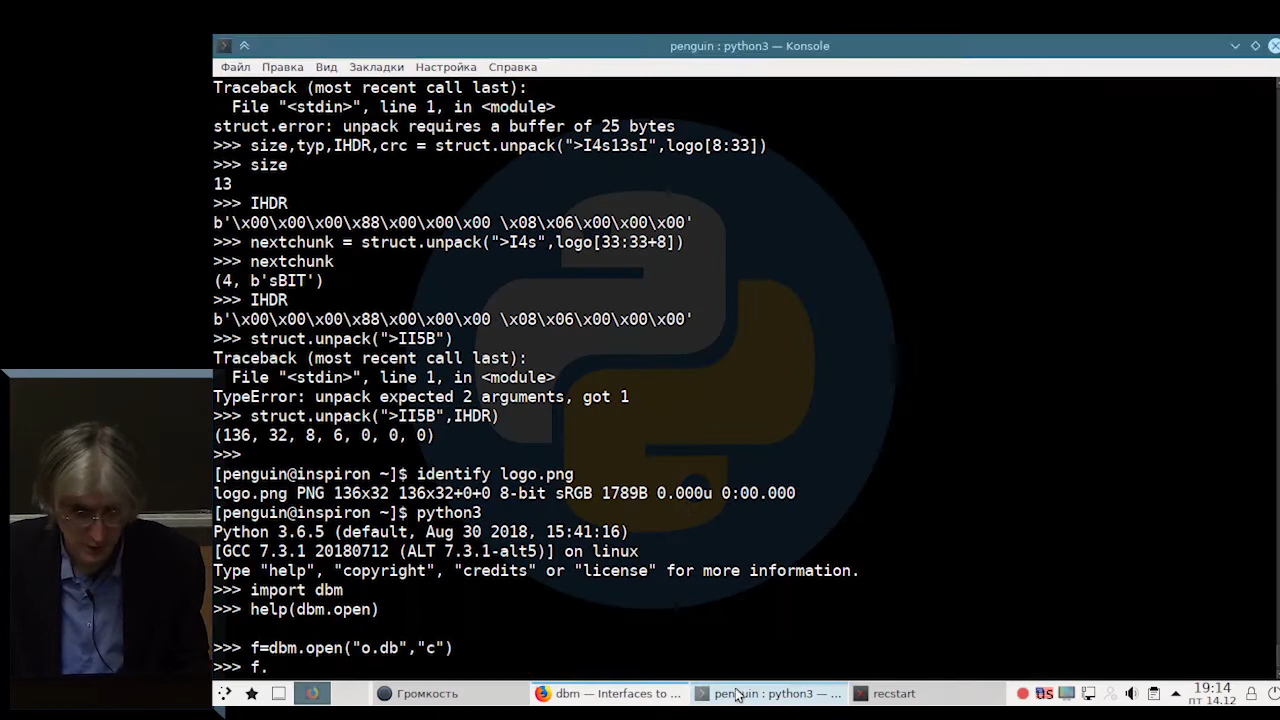 penguin : python3 — Konsole
Файл Правка Вид Закладки Настройка Справка
Traceback (most recent call last):
  File "<stdin>", line 1, in <module>
struct.error: unpack requires a buffer of 25 bytes
>>> size,typ,IHDR,crc = struct.unpack(">I4s13sI",logo[8:33])
>>> size
13
>>> IHDR
b'\x00\x00\x00\x88\x00\x00\x00 \x08\x06\x00\x00\x00'
>>> nextchunk = struct.unpack(">I4s",logo[33:33+8])
>>> nextchunk
(4, b'sBIT')
>>> IHDR
b'\x00\x00\x00\x88\x00\x00\x00 \x08\x06\x00\x00\x00'
>>> struct.unpack(">II5B")
Traceback (most recent call last):
  File "<stdin>", line 1, in <module>
TypeError: unpack expected 2 arguments, got 1
>>> struct.unpack(">II5B",IHDR)
(136, 32, 8, 6, 0, 0, 0)
>>>
[penguin@inspiron ~]$ identify logo.png
logo.png PNG 136x32 136x32+0+0 8-bit sRGB 1789B 0.000u 0:00.000
[penguin@inspiron ~]$ python3
Python 3.6.5 (default, Aug 30 2018, 15:41:16)
[GCC 7.3.1 20180712 (ALT 7.3.1-alt5)] on linux
Type "help", "copyright", "credits" or "license" for more information.
>>> import dbm
>>> help(dbm.open)
>>> f=dbm.open("o.db","c")
>>> f.
Громкость dbm — Interfaces to ... penguin : python3 — ... recstart us 19:14
пт 14.12